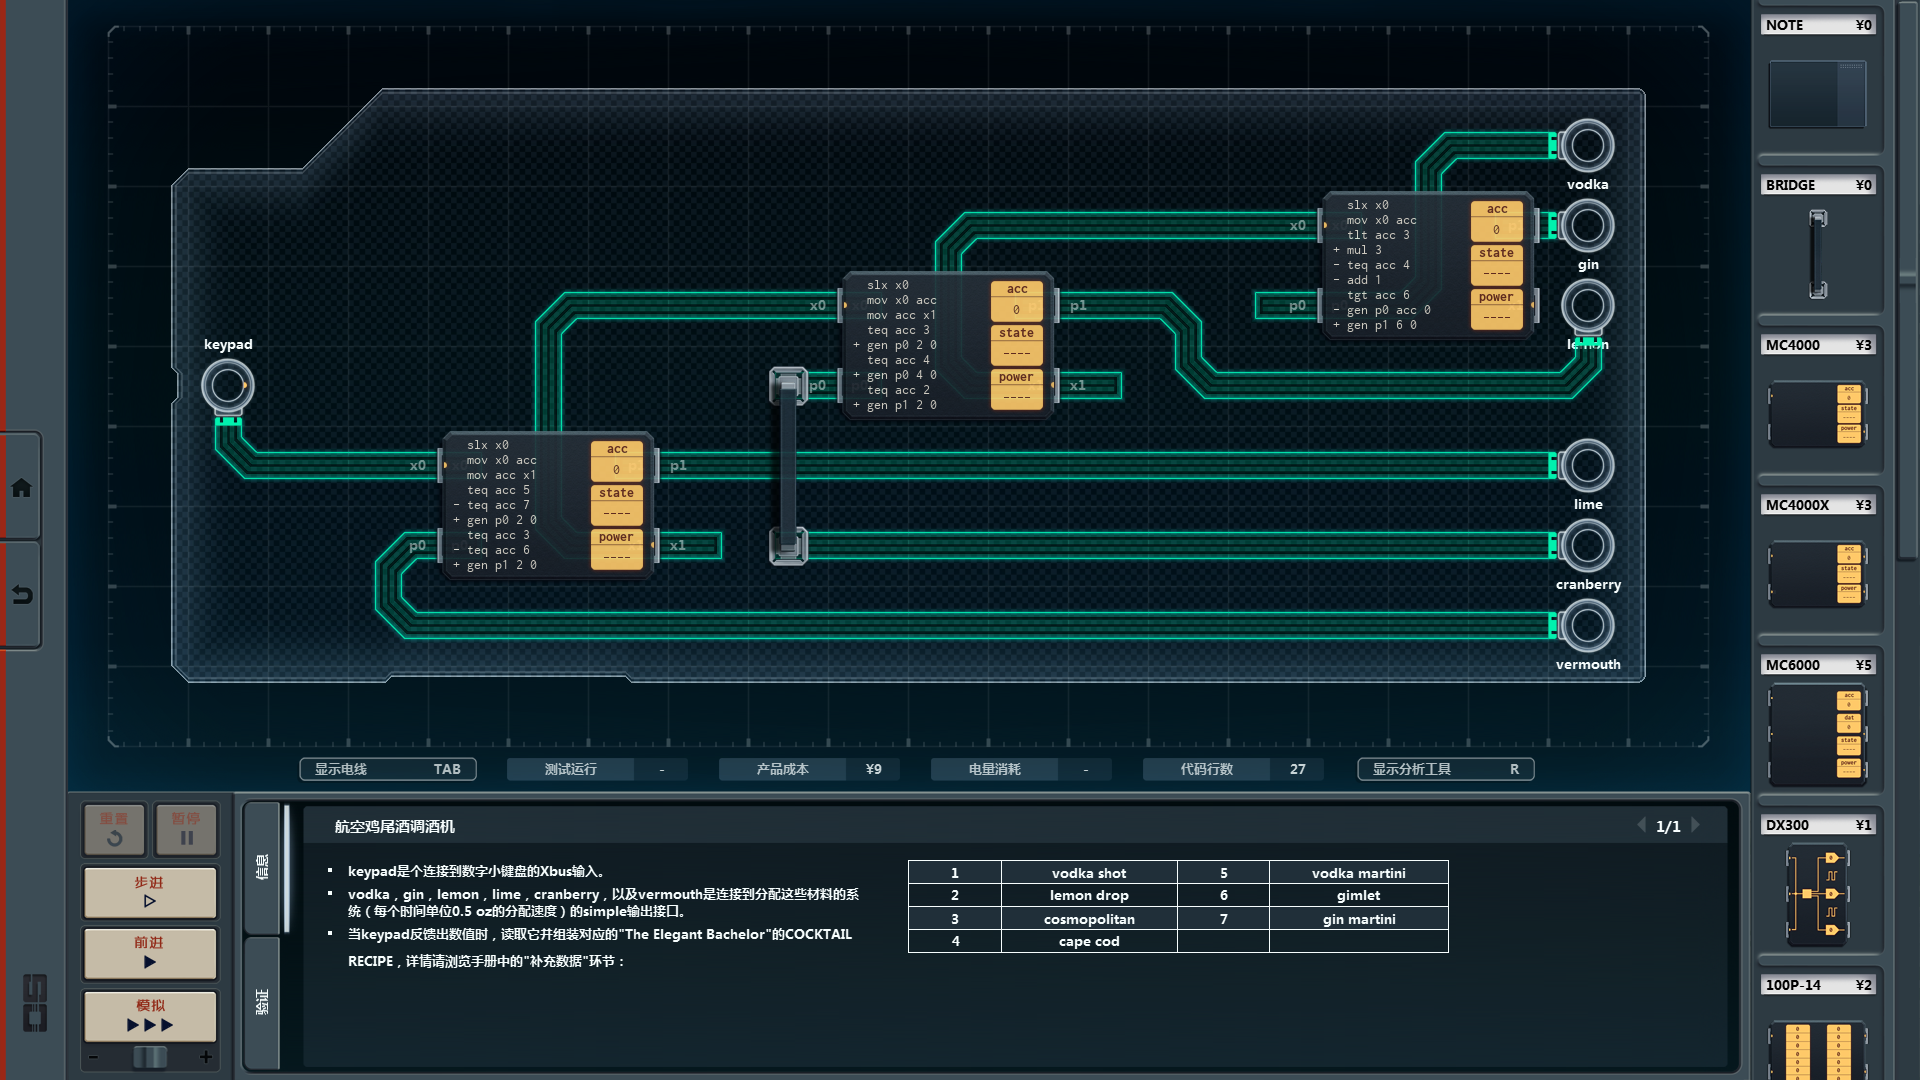 NOTE ¥0
BRIDGE ¥0
MC4000 ¥3
MC4000X ¥3
MC6000 ¥5
DX300 ¥1
100P-14 ¥2
vodka
gin
lemon
lime
cranberry
vermouth
keypad
slx x0
mov x0 acc
tlt acc 3
+ mul 3
- teq acc 4
- add 1
tgt acc 6
- gen p0 acc 0
+ gen p1 6 0
acc
0
state
----
power
----
x0
p0
slx x0
mov x0 acc
mov acc x1
teq acc 3
+ gen p0 2 0
teq acc 4
+ gen p0 4 0
teq acc 2
+ gen p1 2 0
acc
0
state
----
power
----
x0
p0
p1
x1
slx x0
mov x0 acc
mov acc x1
teq acc 5
- teq acc 7
+ gen p0 2 0
teq acc 3
- teq acc 6
+ gen p1 2 0
acc
0
state
----
power
----
x0
p0
p1
x1
显示电线 TAB
测试运行 -
产品成本 ¥9
电量消耗 -
代码行数 27
显示分析工具 R
重置
暂停
步进
前进
模拟
- +
信息
验证
航空鸡尾酒调酒机
1/1
▪ keypad是个连接到数字小键盘的Xbus输入。
▪ vodka，gin，lemon，lime，cranberry，以及vermouth是连接到分配这些材料的系
统（每个时间单位0.5 oz的分配速度）的simple输出接口。
▪ 当keypad反馈出数值时，读取它并组装对应的"The Elegant Bachelor"的COCKTAIL
RECIPE，详情请浏览手册中的"补充数据"环节：
1 vodka shot 5 vodka martini
2 lemon drop 6 gimlet
3 cosmopolitan 7 gin martini
4 cape cod